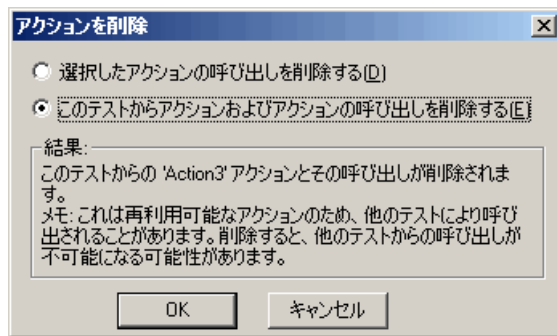 アクションを削除
選択したアクションの呼び出しを削除する(D)
このテストからアクションおよびアクションの呼び出しを削除する(E)
結果:
このテストからの 'Action3' アクションとその呼び出しが削除されま
す。
メモ: これは再利用可能なアクションのため、他のテストにより呼び
出されることがあります。削除すると、他のテストからの呼び出しが
不可能になる可能性があります。
OK キャンセル